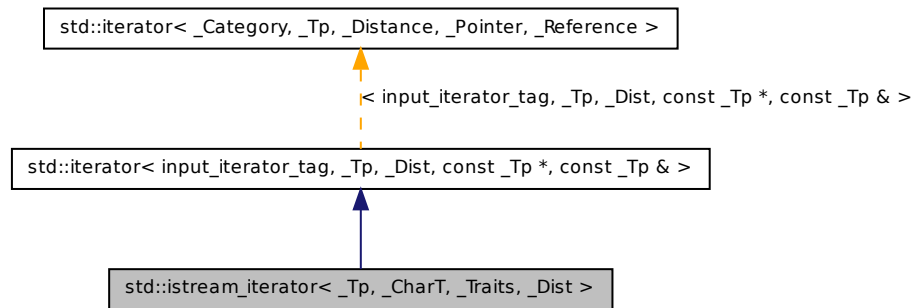 std::iterator< _Category, _Tp, _Distance, _Pointer, _Reference >
< input_iterator_tag, _Tp, _Dist, const _Tp *, const _Tp & >
std::iterator< input_iterator_tag, _Tp, _Dist, const _Tp *, const _Tp & >
std::istream_iterator< _Tp, _CharT, _Traits, _Dist >